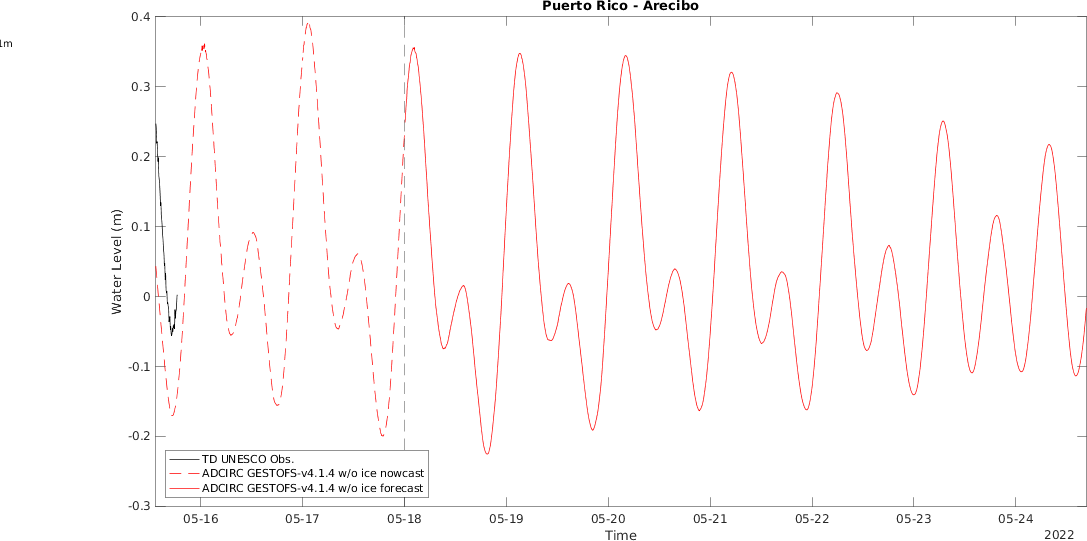 Puerto Rico - Arecibo
1m
0.4
0.3
0.2
0.1
0
-0.1
-0.2
-0.3
Water Level (m)
TD UNESCO Obs.
ADCIRC GESTOFS-v4.1.4 w/o ice nowcast
ADCIRC GESTOFS-v4.1.4 w/o ice forecast
05-16 05-17 05-18 05-19 05-20 05-21 05-22 05-23 05-24
Time
2022